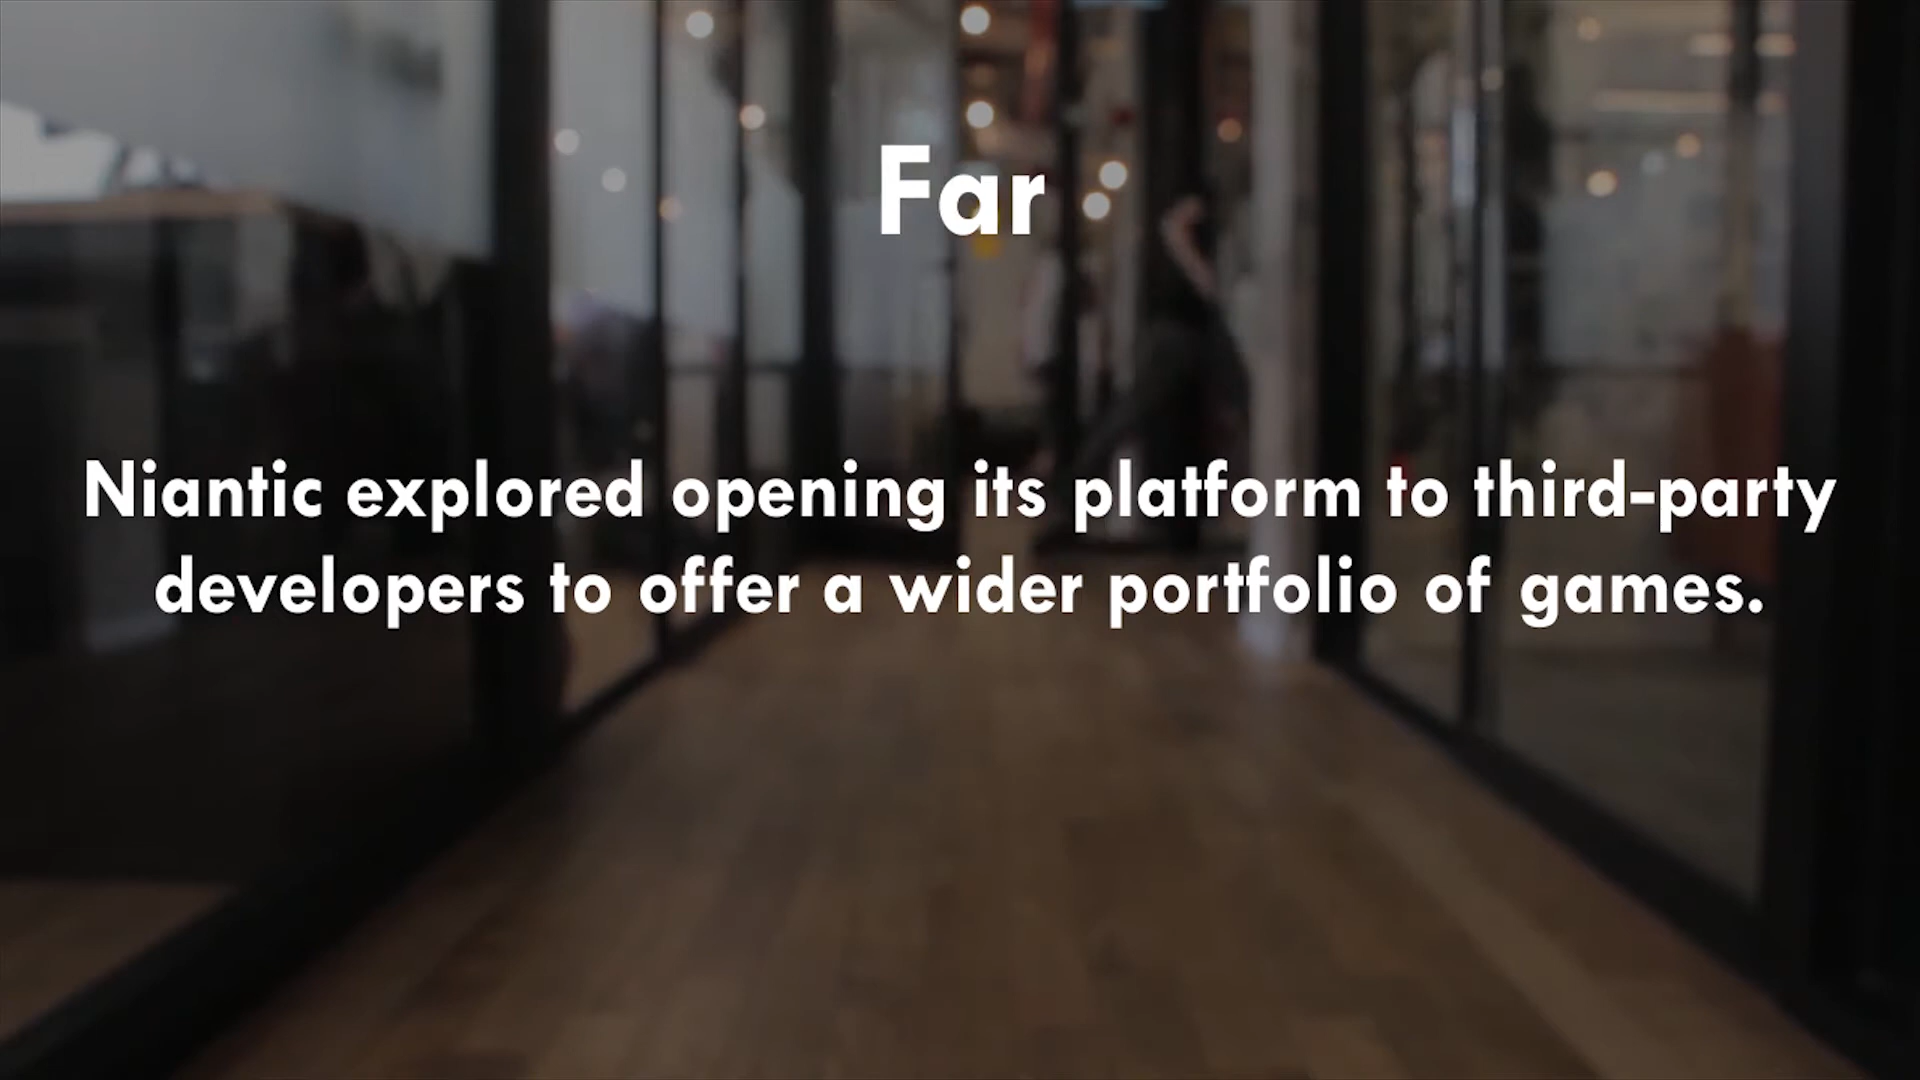 Far
Niantic explored opening its platform to third-party
developers to offer a wider portfolio of games.